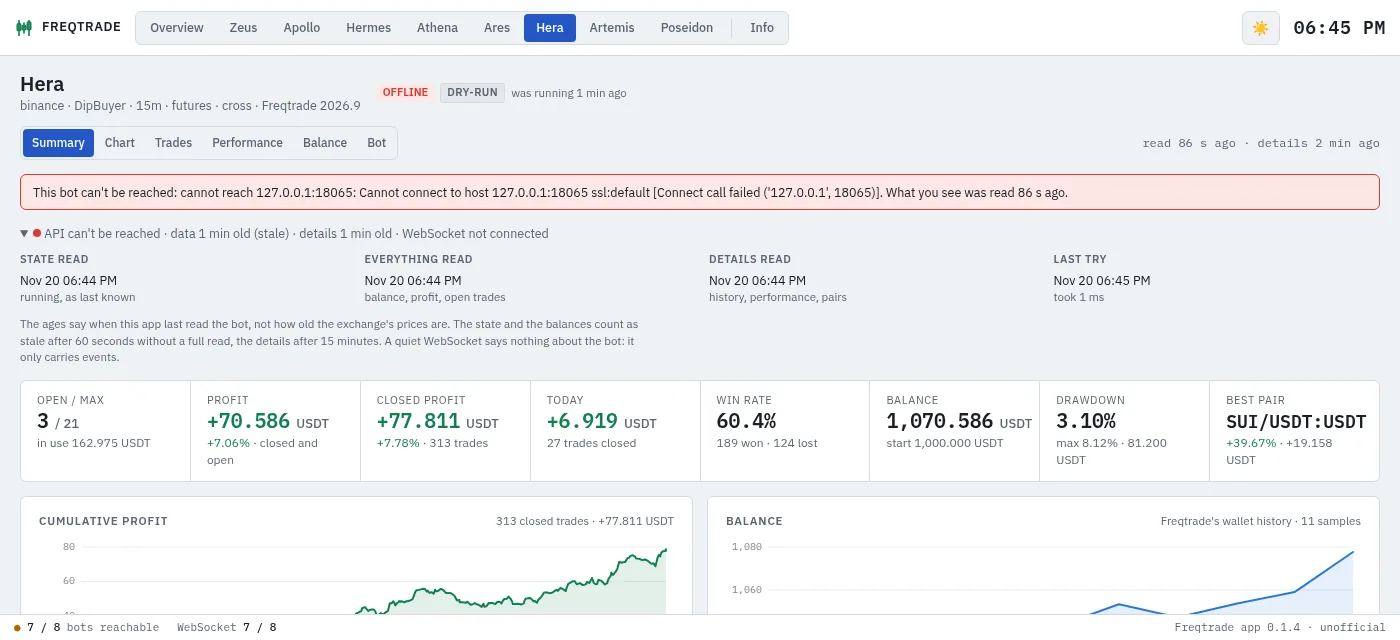 FREQTRADE
Overview Zeus Apollo Hermes Athena Ares Hera Artemis Poseidon Info
06:45 PM
Hera
binance · DipBuyer · 15m · futures · cross · Freqtrade 2026.9
OFFLINE DRY-RUN was running 1 min ago
Summary Chart Trades Performance Balance Bot
read 86 s ago · details 2 min ago
This bot can't be reached: cannot reach 127.0.0.1:18065: Cannot connect to host 127.0.0.1:18065 ssl:default [Connect call failed ('127.0.0.1', 18065)]. What you see was read 86 s ago.
API can't be reached · data 1 min old (stale) · details 1 min old · WebSocket not connected
STATE READ
Nov 20 06:44 PM
running, as last known
EVERYTHING READ
Nov 20 06:44 PM
balance, profit, open trades
DETAILS READ
Nov 20 06:44 PM
history, performance, pairs
LAST TRY
Nov 20 06:45 PM
took 1 ms
The ages say when this app last read the bot, not how old the exchange's prices are. The state and the balances count as
stale after 60 seconds without a full read, the details after 15 minutes. A quiet WebSocket says nothing about the bot: it
only carries events.
OPEN / MAX
3 / 21
in use 162.975 USDT
PROFIT
+70.586 USDT
+7.06% · closed and
open
CLOSED PROFIT
+77.811 USDT
+7.78% · 313 trades
TODAY
+6.919 USDT
27 trades closed
WIN RATE
60.4%
189 won · 124 lost
BALANCE
1,070.586 USDT
start 1,000.000 USDT
DRAWDOWN
3.10%
max 8.12% · 81.200
USDT
BEST PAIR
SUI/USDT:USDT
+39.67% · +19.158
USDT
CUMULATIVE PROFIT
313 closed trades · +77.811 USDT
80
60
40
BALANCE
Freqtrade's wallet history · 11 samples
1,080
1,060
7 / 8 bots reachable WebSocket 7 / 8
Freqtrade app 0.1.4 · unofficial